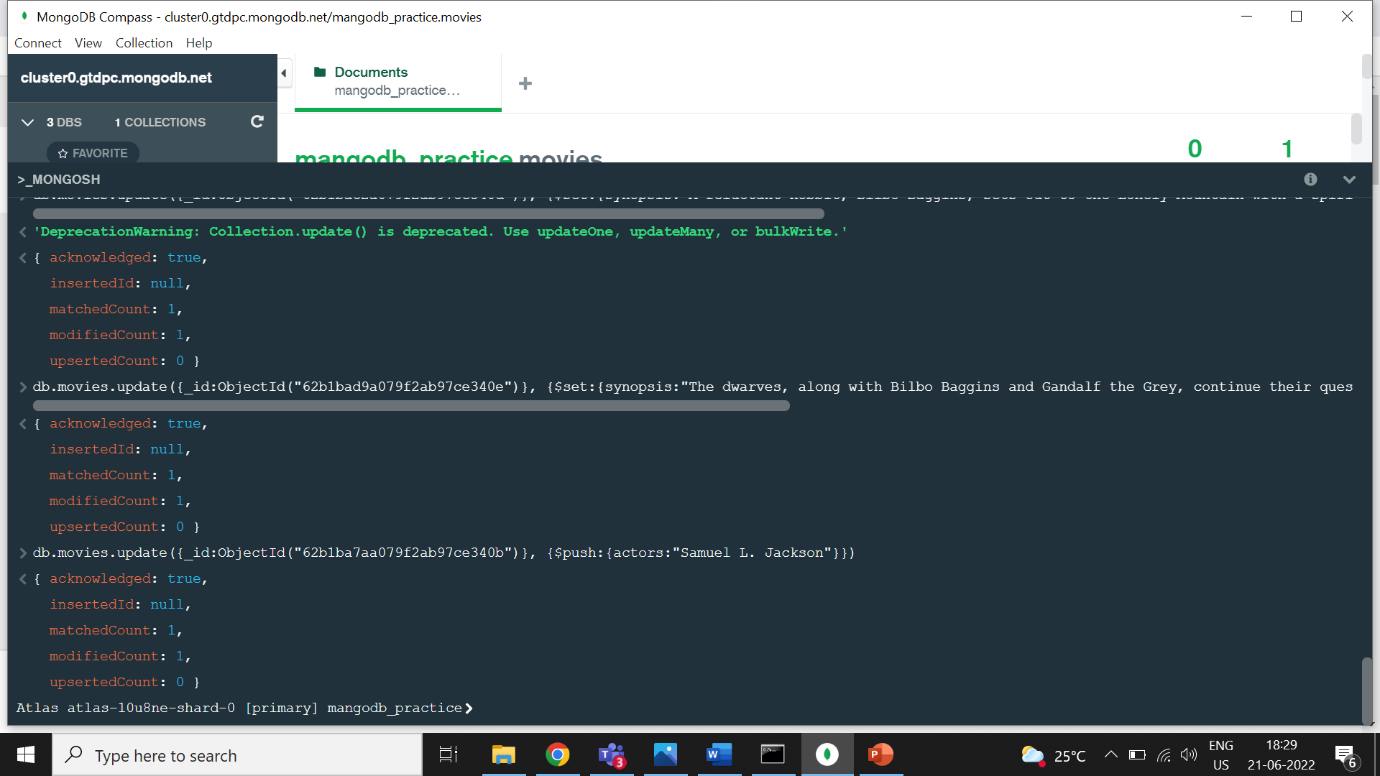 MongoDB Compass - cluster0.gtdpc.mongodb.net/mangodb_practice.movies
Connect View Collection Help
cluster0.gtdpc.mongodb.net
Documents
mangodb_practice...
3 DBS 1 COLLECTIONS
FAVORITE
mangodb_practice.movies
0 1
>_MONGOSH
'DeprecationWarning: Collection.update() is deprecated. Use updateOne, updateMany, or bulkWrite.'
{ acknowledged: true,
insertedId: null,
matchedCount: 1,
modifiedCount: 1,
upsertedCount: 0 }
db.movies.update({_id:ObjectId("62b1bad9a079f2ab97ce340e")}, {$set:{synopsis:"The dwarves, along with Bilbo Baggins and Gandalf the Grey, continue their ques
{ acknowledged: true,
insertedId: null,
matchedCount: 1,
modifiedCount: 1,
upsertedCount: 0 }
db.movies.update({_id:ObjectId("62b1ba7aa079f2ab97ce340b")}, {$push:{actors:"Samuel L. Jackson"}})
{ acknowledged: true,
insertedId: null,
matchedCount: 1,
modifiedCount: 1,
upsertedCount: 0 }
Atlas atlas-10u8ne-shard-0 [primary] mangodb_practice>
Type here to search
3
25°C
ENG
US
18:29
21-06-2022
6